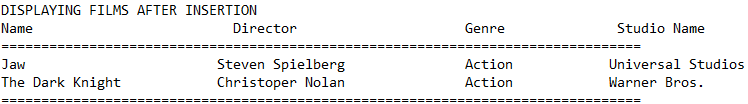 DISPLAYING FILMS AFTER INSERTION
Name Director Genre Studio Name
================================================================================
Jaw Steven Spielberg Action Universal Studios
The Dark Knight Christoper Nolan Action Warner Bros.
================================================================================